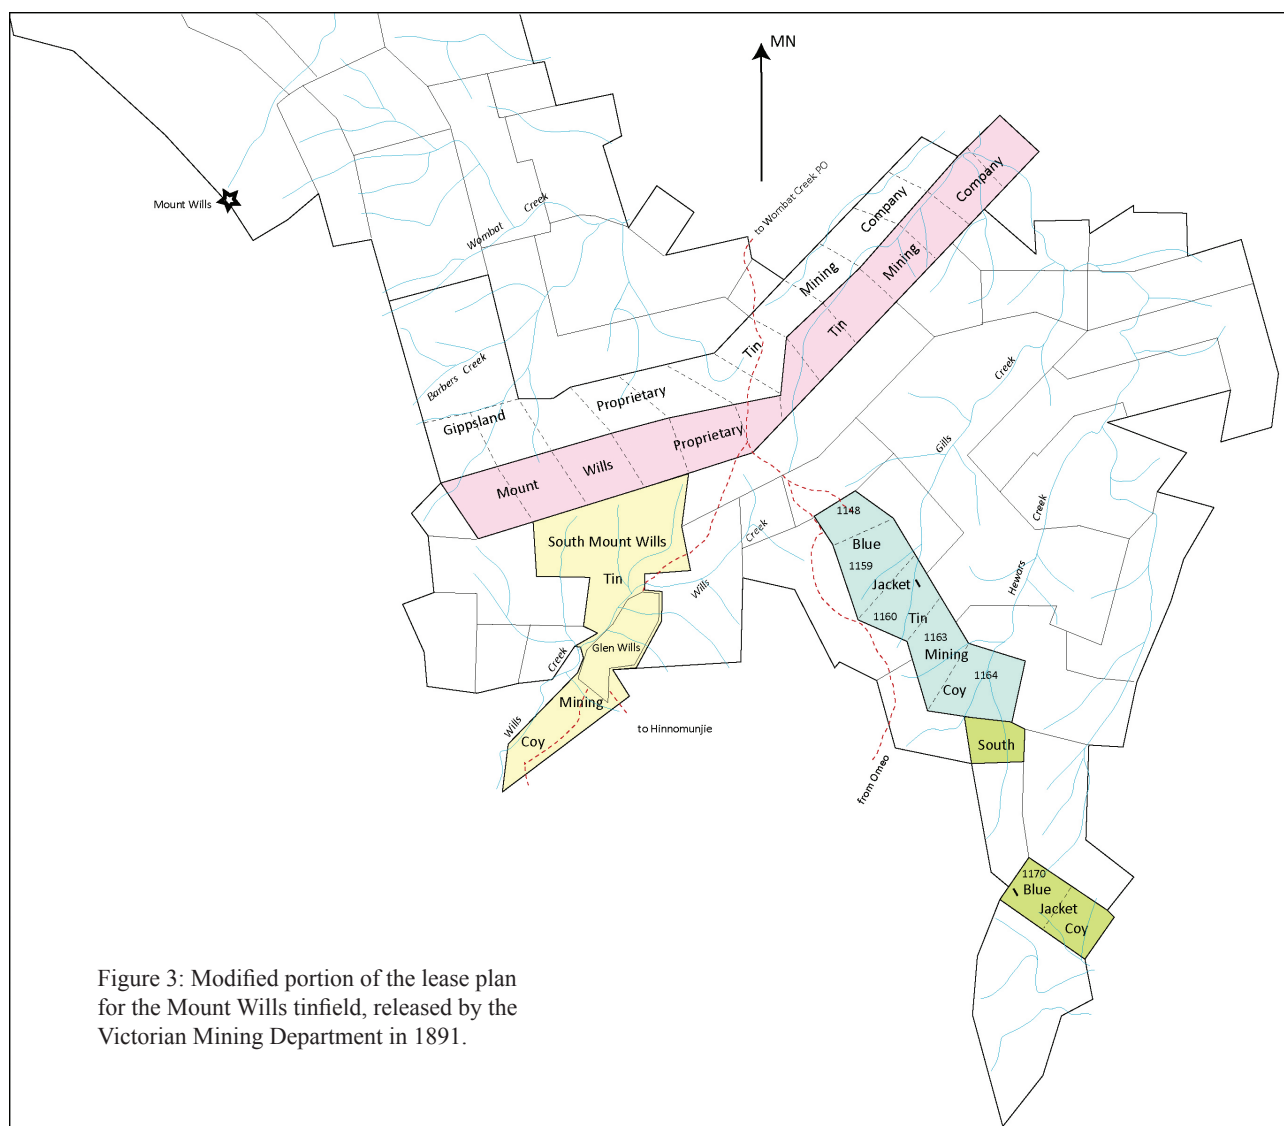 MN
to Wombat Creek PO
Mount Wills
Wombat Creek
Company
Company
Mining
Mining
Tin
Tin
Barbers Creek
Gippsland
Proprietary
Mount Wills Proprietary
Creek
Gills
Creek
Hewars
South Mount Wills
Tin
Glen Wills
Mining
Coy
Creek
Wills
Creek
Wills
to Hinnomunjie
1148
Blue
1159
Jacket
1160
Tin
1163
Mining
1164
Coy
from Omeo
South
1170
Blue
Jacket
Coy
Figure 3: Modified portion of the lease plan
for the Mount Wills tinfield, released by the
Victorian Mining Department in 1891.